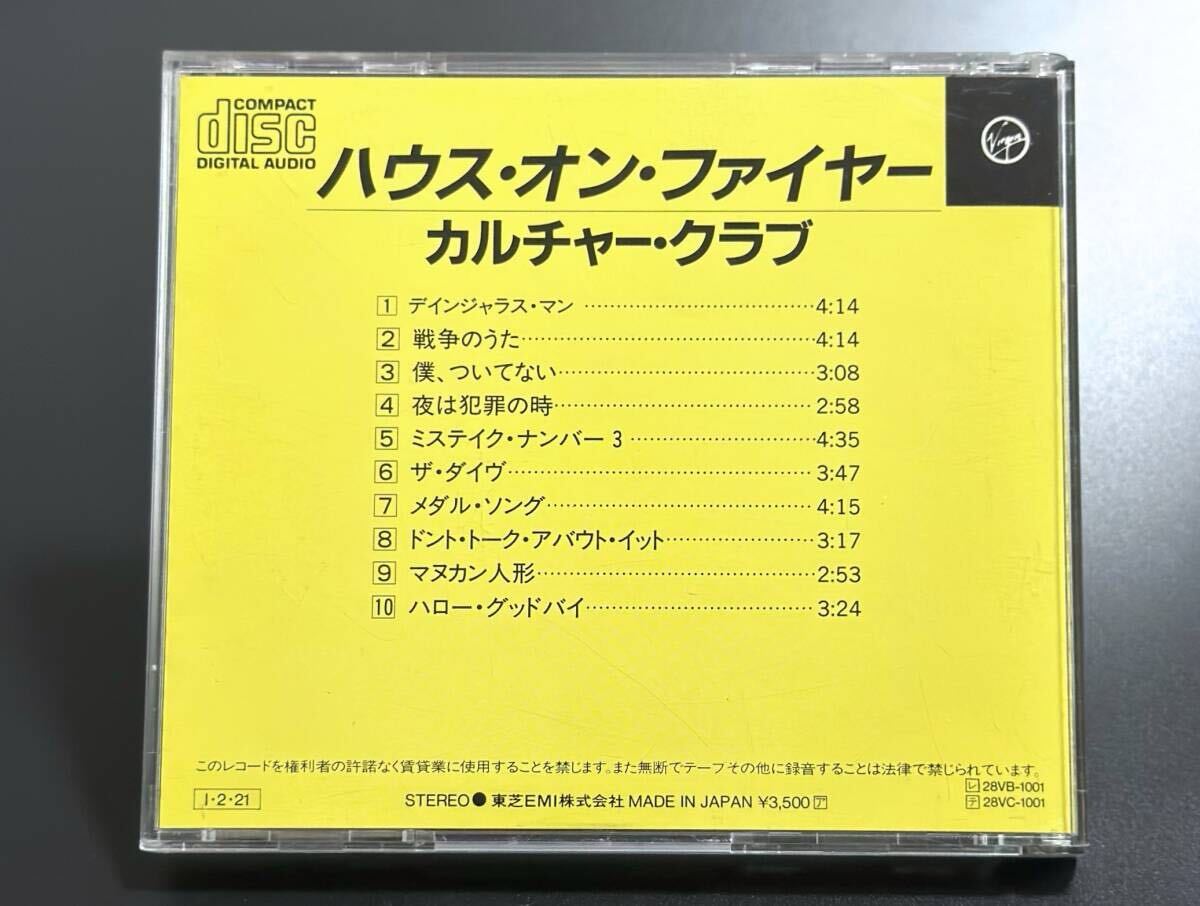 COMPACT
disc
DIGITAL AUDIO
Virgin
ハウス・オン・ファイヤー
カルチャー・クラブ
1 デインジャラス・マン ……………………………… 4:14
2 戦争のうた……………………………………… 4:14
3 僕、ついてない………………………………… 3:08
4 夜は犯罪の時…………………………………… 2:58
5 ミステイク・ナンバー 3 ………………………… 4:35
6 ザ・ダイヴ……………………………………… 3:47
7 メダル・ソング…………………………………… 4:15
8 ドント・トーク・アバウト・イット…………………… 3:17
9 マヌカン人形…………………………………… 2:53
10 ハロー・グッドバイ……………………………… 3:24
このレコードを権利者の許諾なく賃貸業に使用することを禁じます。また無断でテープその他に録音することは法律で禁じられています。
レ 28VB-1001
I・2・21 STEREO● 東芝EMI株式会社 MADE IN JAPAN ¥3,500 ア テ 28VC-1001